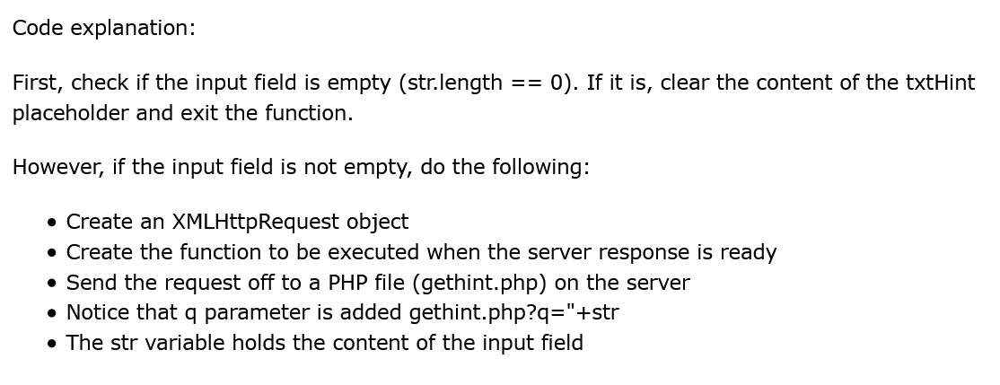 Code explanation:
First, check if the input field is empty (str.length == 0). If it is, clear the content of the txtHint
placeholder and exit the function.
However, if the input field is not empty, do the following:
• Create an XMLHttpRequest object
• Create the function to be executed when the server response is ready
• Send the request off to a PHP file (gethint.php) on the server
• Notice that q parameter is added gethint.php?q="+str
• The str variable holds the content of the input field